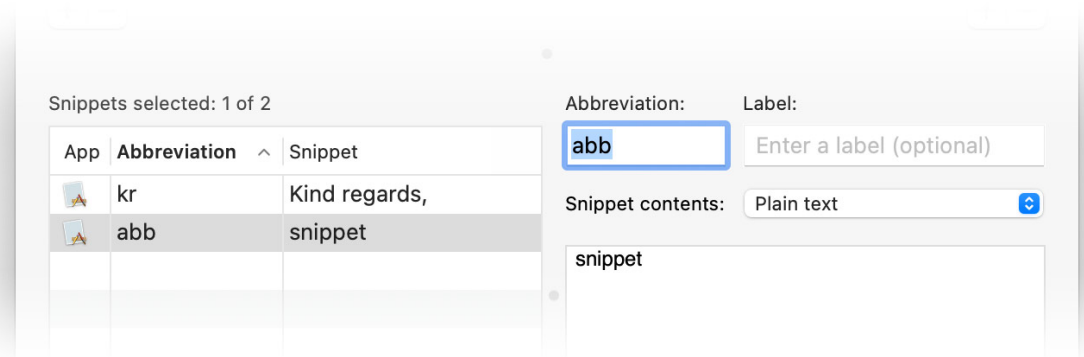 Snippets selected: 1 of 2
App Abbreviation Snippet
kr Kind regards,
abb snippet
Abbreviation: Label:
abb Enter a label (optional)
Snippet contents: Plain text
snippet